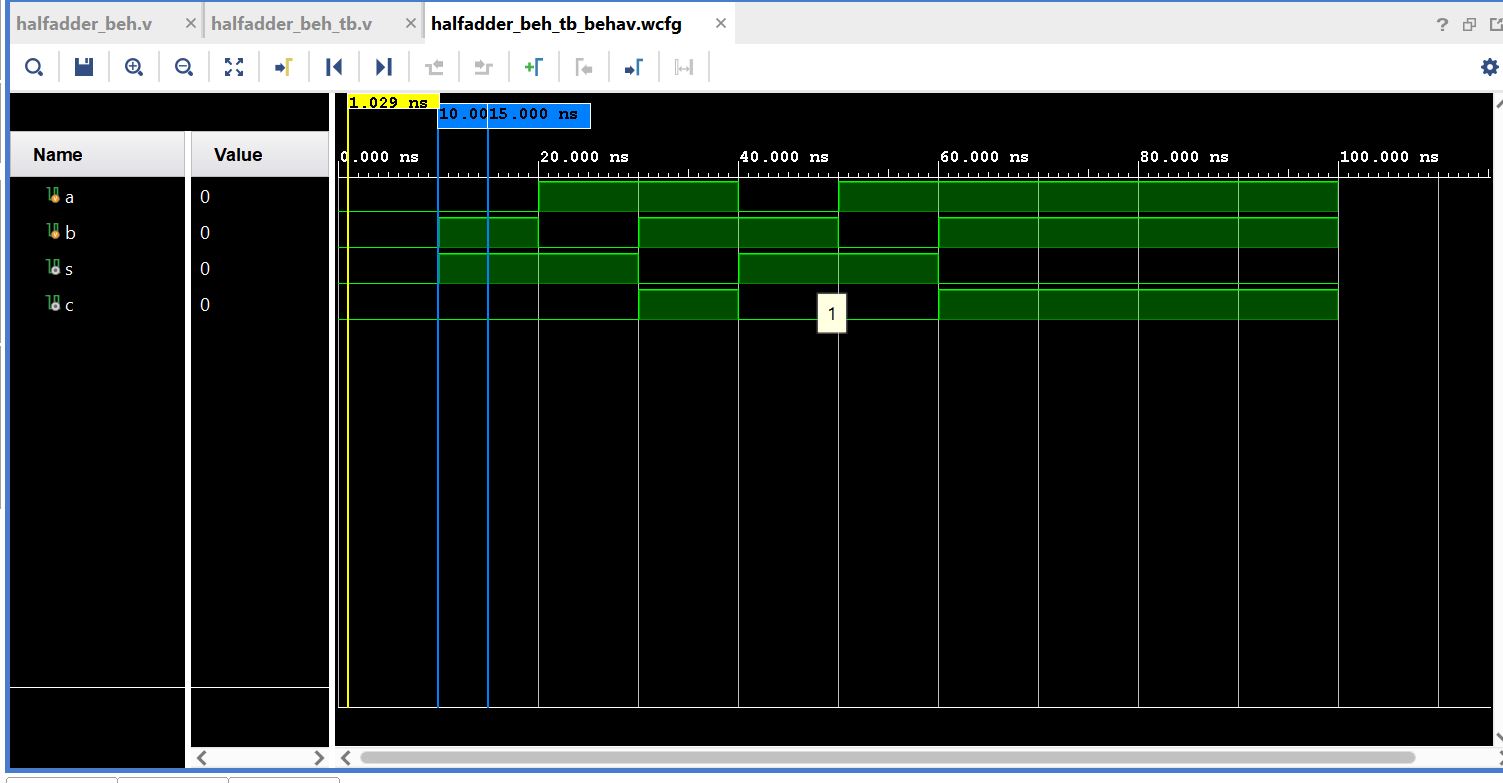 halfadder_beh.v × halfadder_beh_tb.v × halfadder_beh_tb_behav.wcfg × ?
1.029 ns
10.0015.000 ns
Name Value 0.000 ns 20.000 ns 40.000 ns 60.000 ns 80.000 ns 100.000 ns
a 0
b 0
s 0
c 0
1